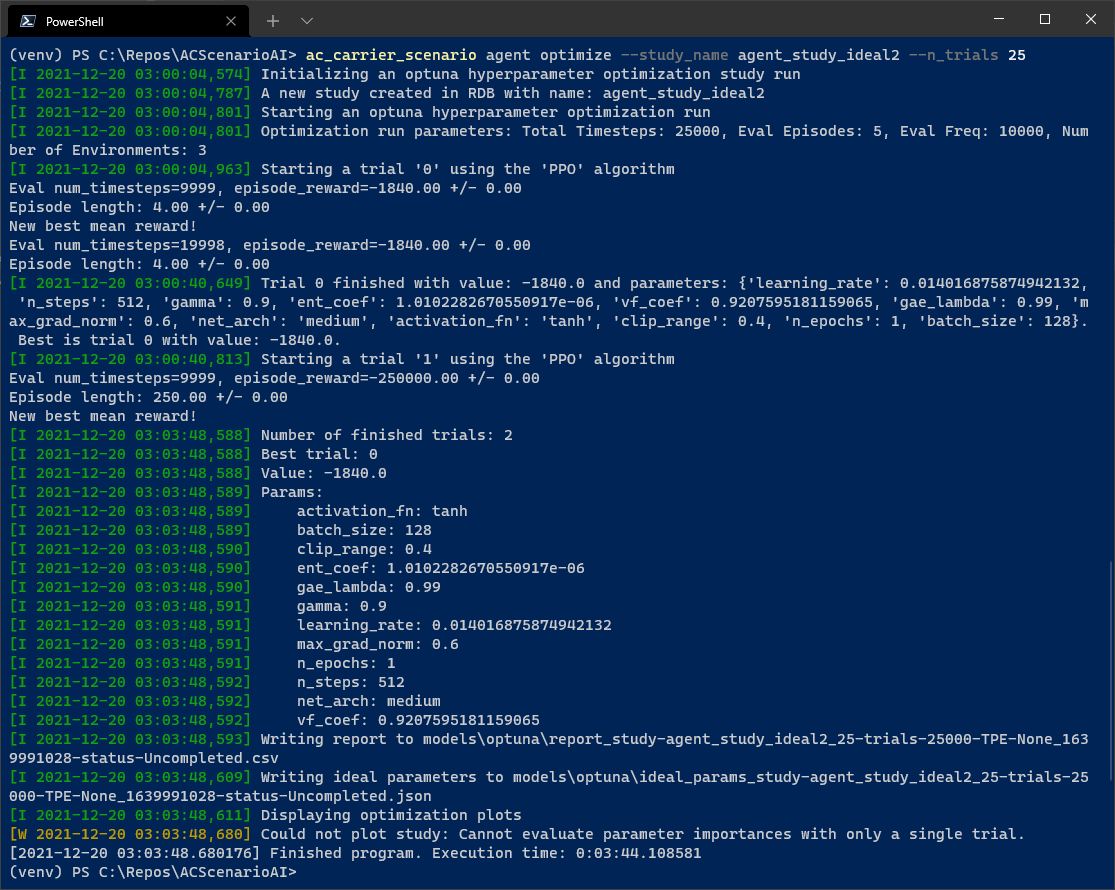 PowerShell
(venv) PS C:\Repos\ACScenarioAI> ac_carrier_scenario agent optimize --study_name agent_study_ideal2 --n_trials 25
[I 2021-12-20 03:00:04,574] Initializing an optuna hyperparameter optimization study run
[I 2021-12-20 03:00:04,787] A new study created in RDB with name: agent_study_ideal2
[I 2021-12-20 03:00:04,801] Starting an optuna hyperparameter optimization run
[I 2021-12-20 03:00:04,801] Optimization run parameters: Total Timesteps: 25000, Eval Episodes: 5, Eval Freq: 10000, Num
ber of Environments: 3
[I 2021-12-20 03:00:04,963] Starting a trial '0' using the 'PPO' algorithm
Eval num_timesteps=9999, episode_reward=-1840.00 +/- 0.00
Episode length: 4.00 +/- 0.00
New best mean reward!
Eval num_timesteps=19998, episode_reward=-1840.00 +/- 0.00
Episode length: 4.00 +/- 0.00
[I 2021-12-20 03:00:40,649] Trial 0 finished with value: -1840.0 and parameters: {'learning_rate': 0.014016875874942132,
 'n_steps': 512, 'gamma': 0.9, 'ent_coef': 1.0102282670550917e-06, 'vf_coef': 0.9207595181159065, 'gae_lambda': 0.99, 'm
ax_grad_norm': 0.6, 'net_arch': 'medium', 'activation_fn': 'tanh', 'clip_range': 0.4, 'n_epochs': 1, 'batch_size': 128}.
 Best is trial 0 with value: -1840.0.
[I 2021-12-20 03:00:40,813] Starting a trial '1' using the 'PPO' algorithm
Eval num_timesteps=9999, episode_reward=-250000.00 +/- 0.00
Episode length: 250.00 +/- 0.00
New best mean reward!
[I 2021-12-20 03:03:48,588] Number of finished trials: 2
[I 2021-12-20 03:03:48,588] Best trial: 0
[I 2021-12-20 03:03:48,588] Value: -1840.0
[I 2021-12-20 03:03:48,589] Params:
[I 2021-12-20 03:03:48,589]     activation_fn: tanh
[I 2021-12-20 03:03:48,589]     batch_size: 128
[I 2021-12-20 03:03:48,590]     clip_range: 0.4
[I 2021-12-20 03:03:48,590]     ent_coef: 1.0102282670550917e-06
[I 2021-12-20 03:03:48,590]     gae_lambda: 0.99
[I 2021-12-20 03:03:48,591]     gamma: 0.9
[I 2021-12-20 03:03:48,591]     learning_rate: 0.014016875874942132
[I 2021-12-20 03:03:48,591]     max_grad_norm: 0.6
[I 2021-12-20 03:03:48,591]     n_epochs: 1
[I 2021-12-20 03:03:48,592]     n_steps: 512
[I 2021-12-20 03:03:48,592]     net_arch: medium
[I 2021-12-20 03:03:48,592]     vf_coef: 0.9207595181159065
[I 2021-12-20 03:03:48,593] Writing report to models\optuna\report_study-agent_study_ideal2_25-trials-25000-TPE-None_163
9991028-status-Uncompleted.csv
[I 2021-12-20 03:03:48,609] Writing ideal parameters to models\optuna\ideal_params_study-agent_study_ideal2_25-trials-25
000-TPE-None_1639991028-status-Uncompleted.json
[I 2021-12-20 03:03:48,611] Displaying optimization plots
[W 2021-12-20 03:03:48,680] Could not plot study: Cannot evaluate parameter importances with only a single trial.
[2021-12-20 03:03:48.680176] Finished program. Execution time: 0:03:44.108581
(venv) PS C:\Repos\ACScenarioAI>